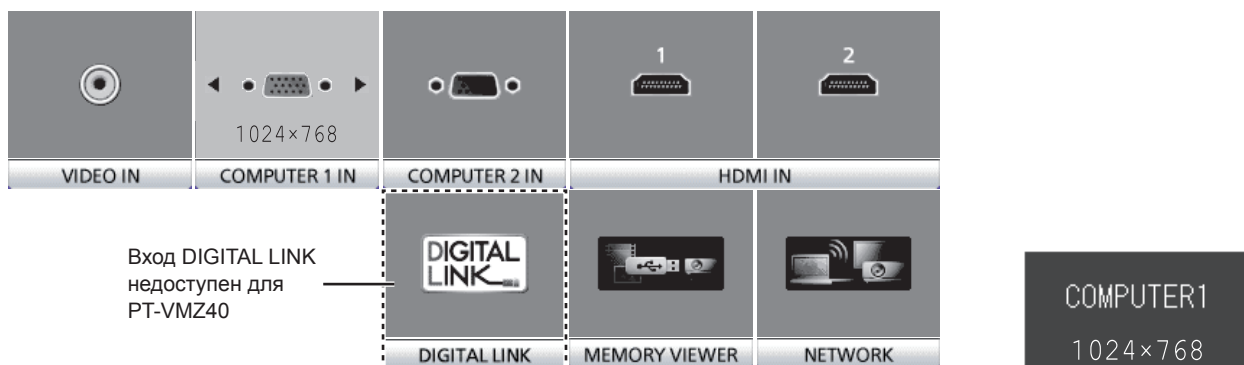 1
2
1024×768
VIDEO IN
COMPUTER 1 IN
COMPUTER 2 IN
HDMI IN
Вход DIGITAL LINK
недоступен для
PT-VMZ40
DIGITAL
LINK
DIGITAL LINK
MEMORY VIEWER
NETWORK
COMPUTER1
1024×768